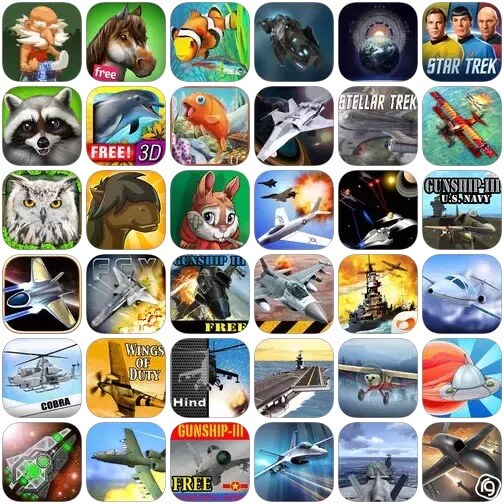 free
STAR TREK
FREE!
3D
STELLAR TREK
GUNSHIP-III
U.S.NAVY
FCX
GUNSHIP III
FREE
COBRA
WINGS
OF
DUTY
Hind
GUNSHIP-III
FREE